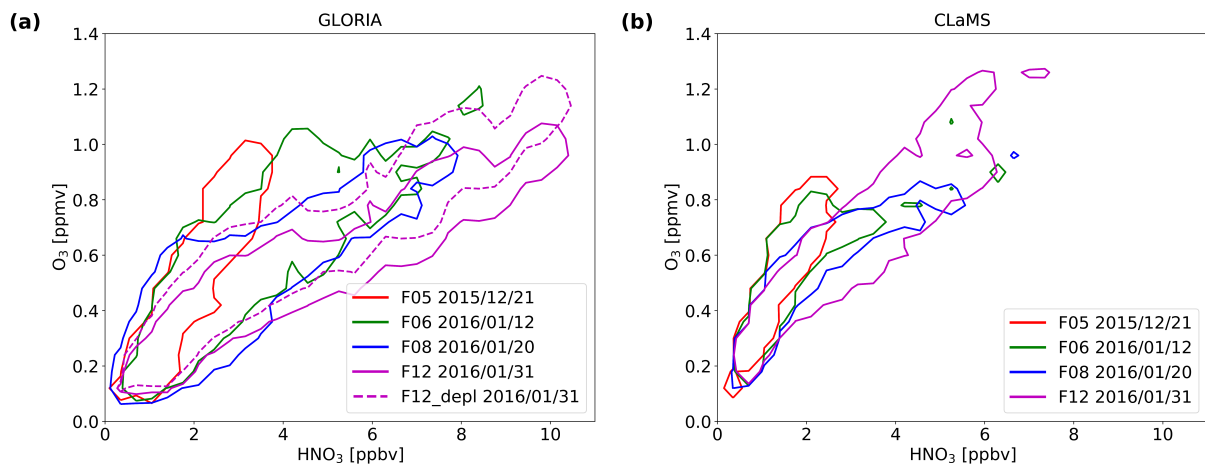 (a)
GLORIA
1.4
1.2
1.0
0.8
0.6
0.4
0.2
0.0
O₃ [ppmv]
0 2 4 6 8 10
HNO₃ [ppbv]
F05 2015/12/21
F06 2016/01/12
F08 2016/01/20
F12 2016/01/31
F12_depl 2016/01/31
(b)
CLaMS
1.4
1.2
1.0
0.8
0.6
0.4
0.2
0.0
O₃ [ppmv]
0 2 4 6 8 10
HNO₃ [ppbv]
F05 2015/12/21
F06 2016/01/12
F08 2016/01/20
F12 2016/01/31